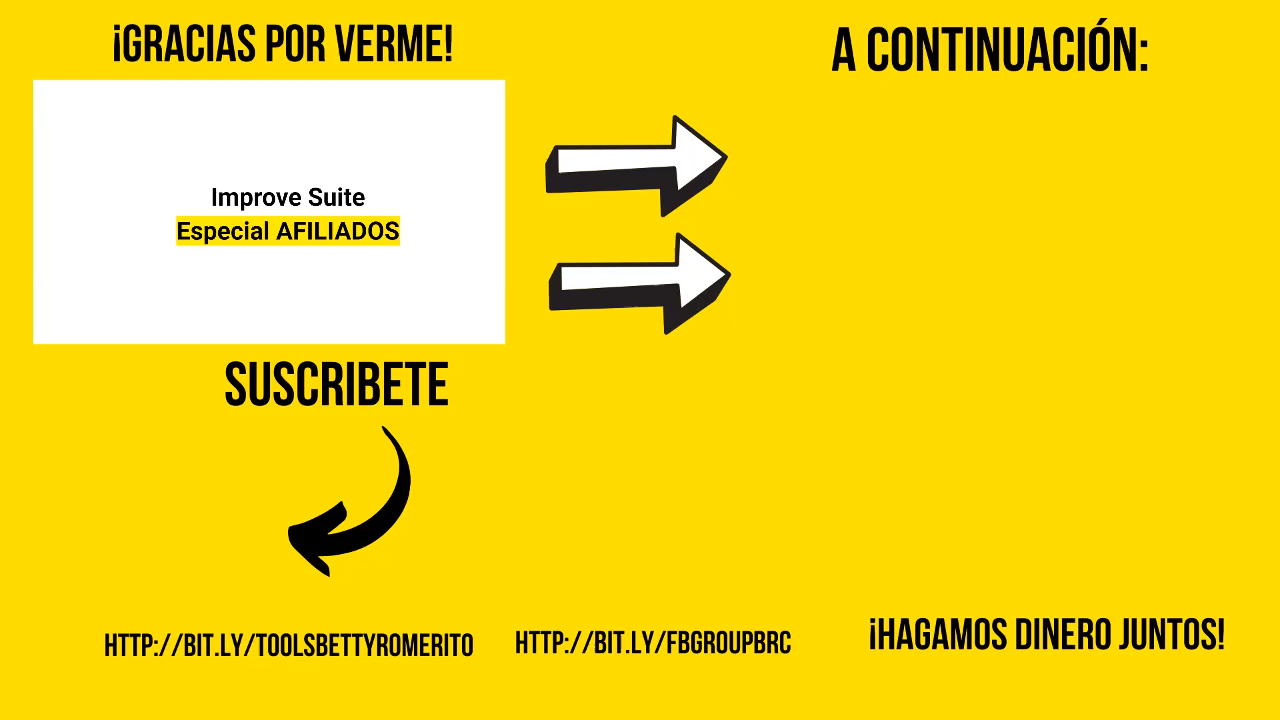 ¡GRACIAS POR VERME!
A CONTINUACIÓN:
Improve Suite
Especial AFILIADOS
SUSCRIBETE
HTTP://BIT.LY/TOOLSBETTYROMERITO
HTTP://BIT.LY/FBGROUPBRC
¡HAGAMOS DINERO JUNTOS!